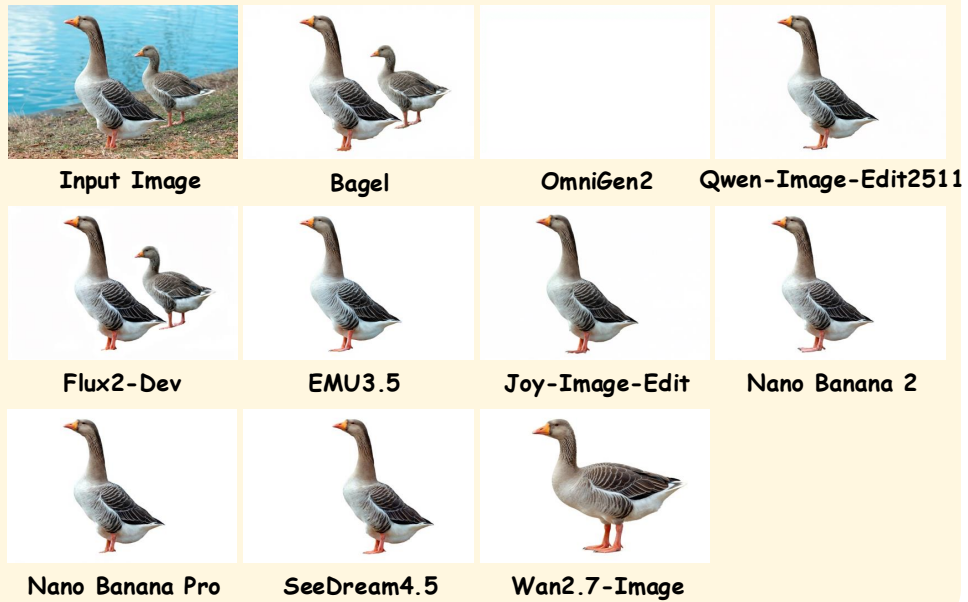 Input Image
Bagel
OmniGen2
Qwen-Image-Edit2511
Flux2-Dev
EMU3.5
Joy-Image-Edit
Nano Banana 2
Nano Banana Pro
SeeDream4.5
Wan2.7-Image